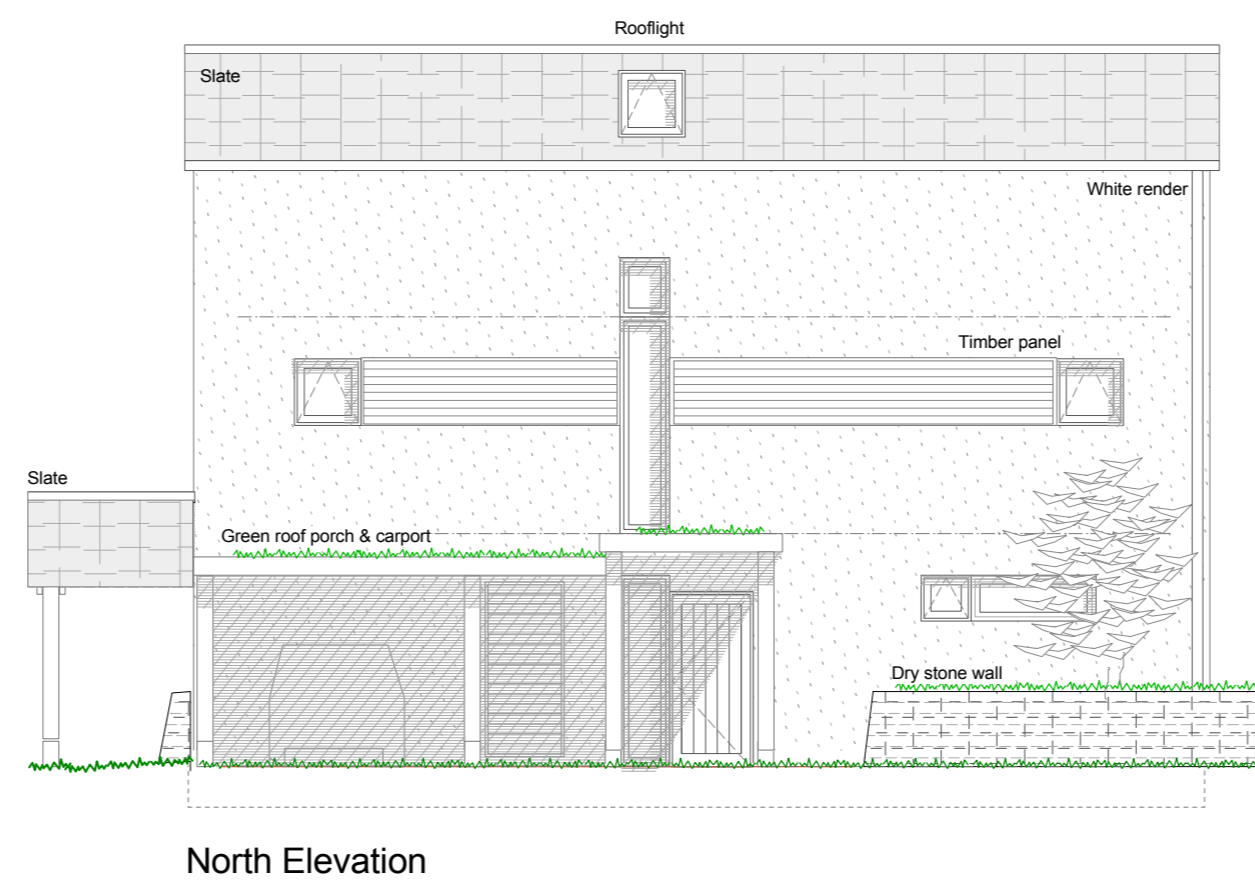 Rooflight
Slate
White render
Timber panel
Slate
Green roof porch & carport
Dry stone wall
North Elevation